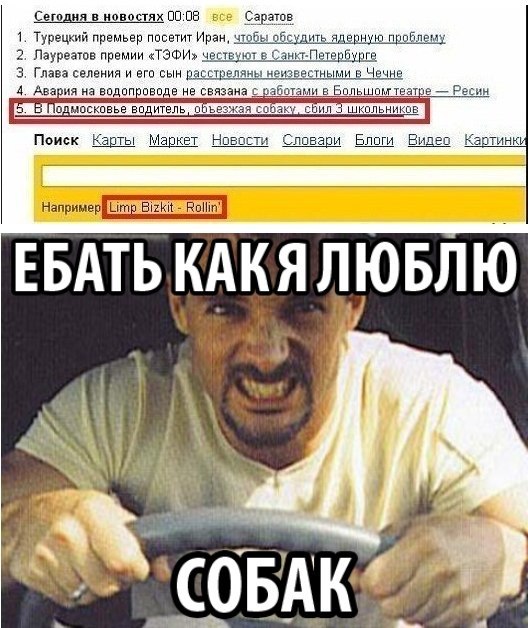 Сегодня в новостях 00:08 все Саратов
1. Турецкий премьер посетит Иран, чтобы обсудить ядерную проблему
2. Лауреатов премии «ТЭФИ» чествуют в Санкт-Петербурге
3. Глава селения и его сын расстреляны неизвестными в Чечне
4. Авария на водопроводе не связана с работами в Большом театре — Ресин
5. В Подмосковье водитель, объезжая собаку, сбил 3 школьников
Поиск Карты Маркет Новости Словари Блоги Видео Картинки
Например Limp Bizkit - Rollin'
ЕБАТЬ КАК Я ЛЮБЛЮ
СОБАК